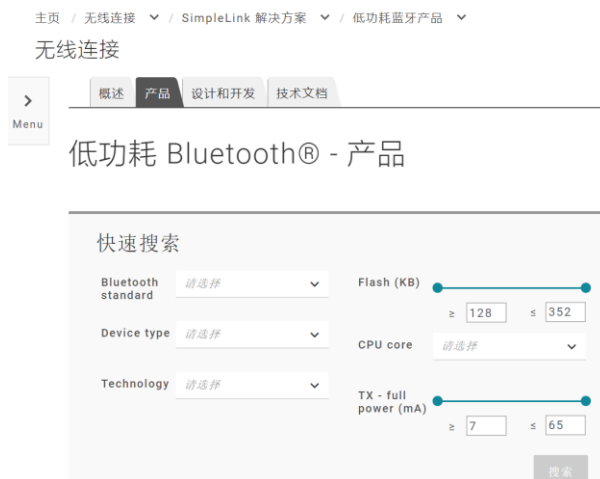 主页 / 无线连接 / SimpleLink 解决方案 / 低功耗蓝牙产品
无线连接
Menu
概述 产品 设计和开发 技术文档
低功耗 Bluetooth® - 产品
快速搜索
Bluetooth standard 请选择
Device type 请选择
Technology 请选择
Flash (KB)
≥ 128 ≤ 352
CPU core 请选择
TX - full power (mA)
≥ 7 ≤ 65
搜索